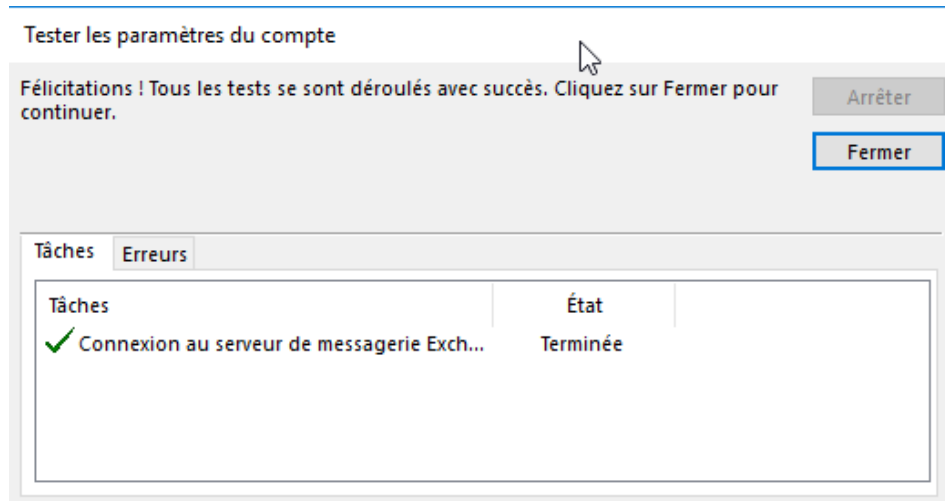 Tester les paramètres du compte
Félicitations ! Tous les tests se sont déroulés avec succès. Cliquez sur Fermer pour
continuer.
Arrêter
Fermer
Tâches Erreurs
Tâches État
Connexion au serveur de messagerie Exch... Terminée